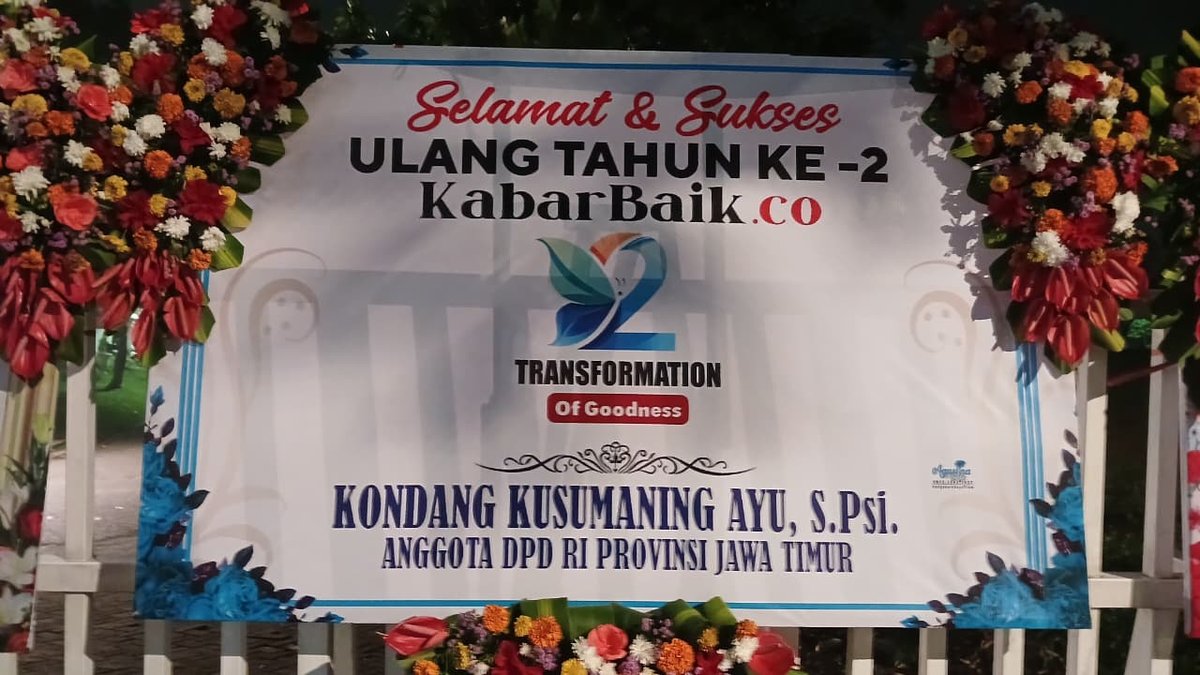 Selamat & Sukses
ULANG TAHUN KE -2
KabarBaik.co
2
TRANSFORMATION
Of Goodness
KONDANG KUSUMANING AYU, S.Psi.
ANGGOTA DPD RI PROVINSI JAWA TIMUR